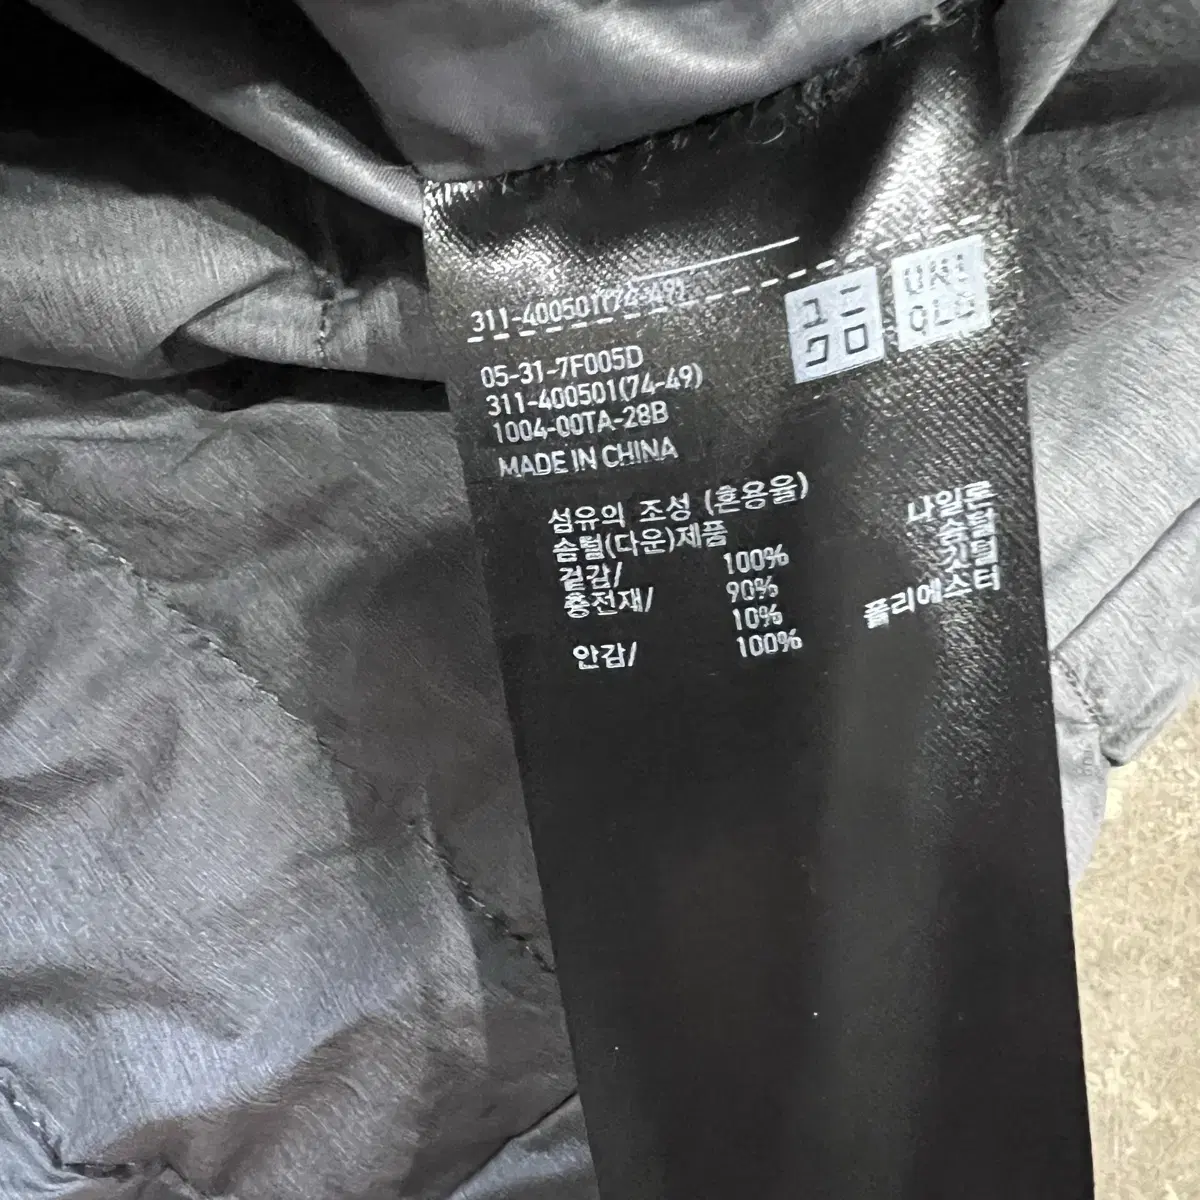 311-400501(74-49)
ユニ
クロ
UNI
QLO
05-31-7F005D
311-400501(74-49)
1004-00TA-28B
MADE IN CHINA
섬유의 조성 (혼용율)
솜털(다운)제품
겉감/ 100% 나일론
충전재/ 90% 솜털
10% 깃털
안감/ 100% 폴리에스터